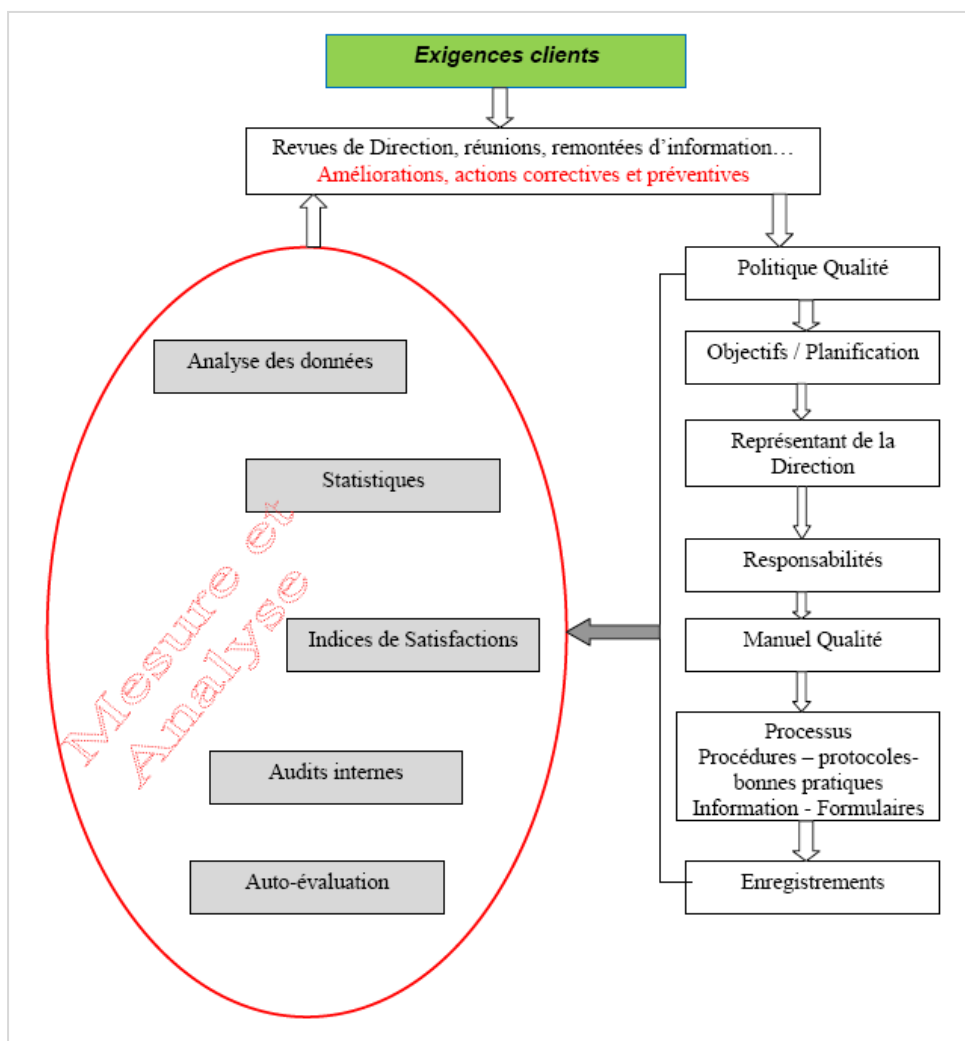 Exigences clients
Revues de Direction, réunions, remontées d’information…
Améliorations, actions correctives et préventives
Politique Qualité
Objectifs / Planification
Représentant de la
Direction
Responsabilités
Manuel Qualité
Processus
Procédures – protocoles-
bonnes pratiques
Information - Formulaires
Enregistrements
Analyse des données
Statistiques
Mesure et
Analyse
Indices de Satisfactions
Audits internes
Auto-évaluation